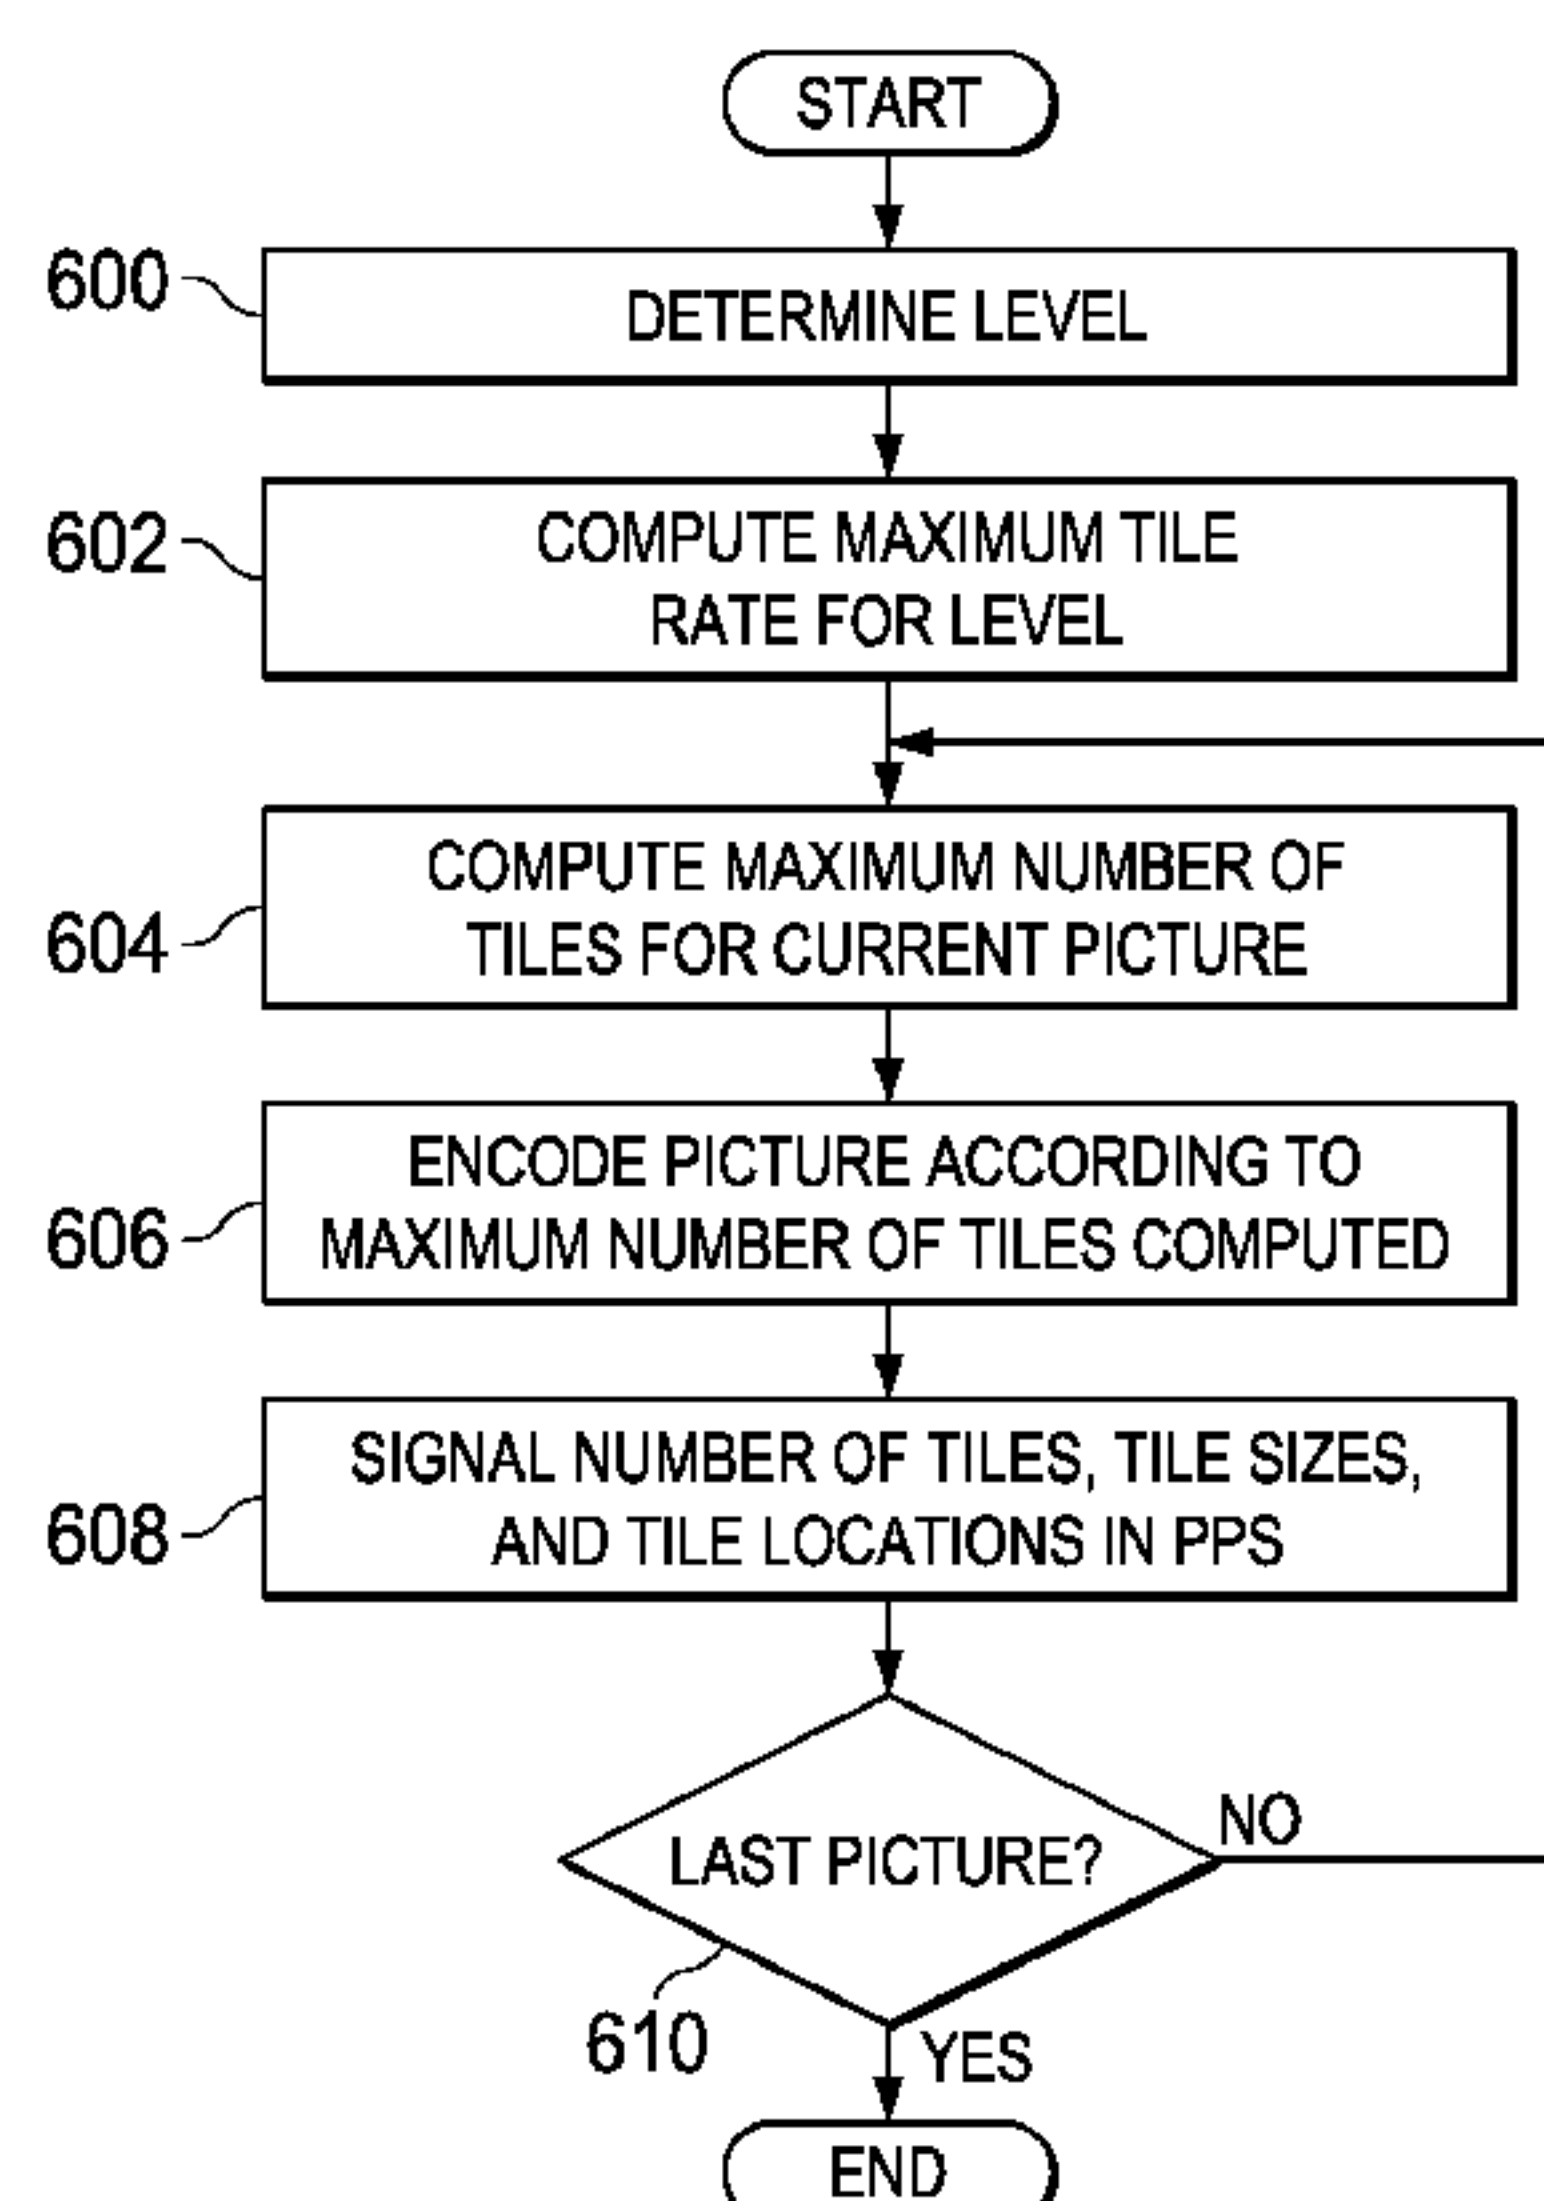 START
600
DETERMINE LEVEL
602
COMPUTE MAXIMUM TILE
RATE FOR LEVEL
604
COMPUTE MAXIMUM NUMBER OF
TILES FOR CURRENT PICTURE
606
ENCODE PICTURE ACCORDING TO
MAXIMUM NUMBER OF TILES COMPUTED
608
SIGNAL NUMBER OF TILES, TILE SIZES,
AND TILE LOCATIONS IN PPS
LAST PICTURE?
NO
610
YES
END